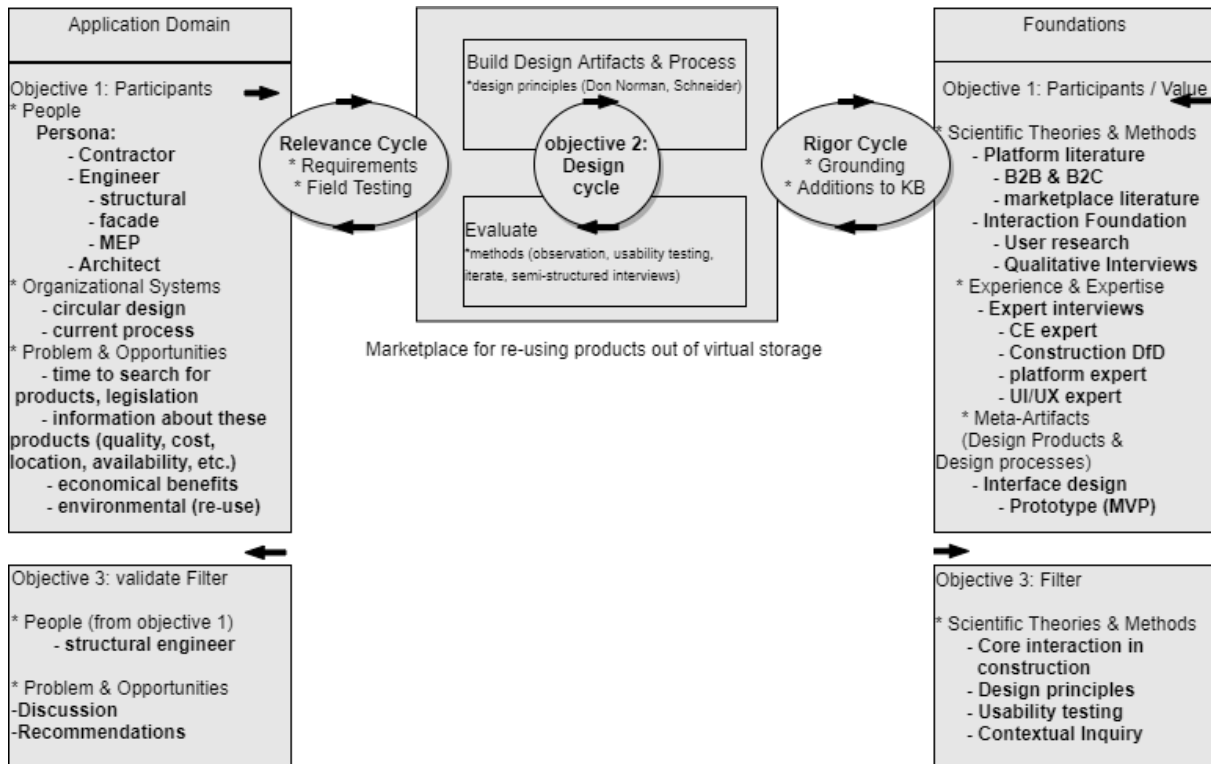 Application Domain
Objective 1: Participants
* People
Persona:
- Contractor
- Engineer
- structural
- facade
- MEP
- Architect
* Organizational Systems
- circular design
- current process
* Problem & Opportunities
- time to search for
products, legislation
- information about these
products (quality, cost,
location, availability, etc.)
- economical benefits
- environmental (re-use)
Relevance Cycle
* Requirements
* Field Testing
Build Design Artifacts & Process
*design principles (Don Norman, Schneider)
objective 2:
Design
cycle
Evaluate
*methods (observation, usability testing,
iterate, semi-structured interviews)
Marketplace for re-using products out of virtual storage
Rigor Cycle
* Grounding
* Additions to KB
Foundations
Objective 1: Participants / Value
* Scientific Theories & Methods
- Platform literature
- B2B & B2C
- marketplace literature
- Interaction Foundation
- User research
- Qualitative Interviews
* Experience & Expertise
- Expert interviews
- CE expert
- Construction DfD
- platform expert
- UI/UX expert
* Meta-Artifacts
(Design Products &
Design processes)
- Interface design
- Prototype (MVP)
Objective 3: validate Filter
* People (from objective 1)
- structural engineer
* Problem & Opportunities
-Discussion
-Recommendations
Objective 3: Filter
* Scientific Theories & Methods
- Core interaction in
construction
- Design principles
- Usability testing
- Contextual Inquiry